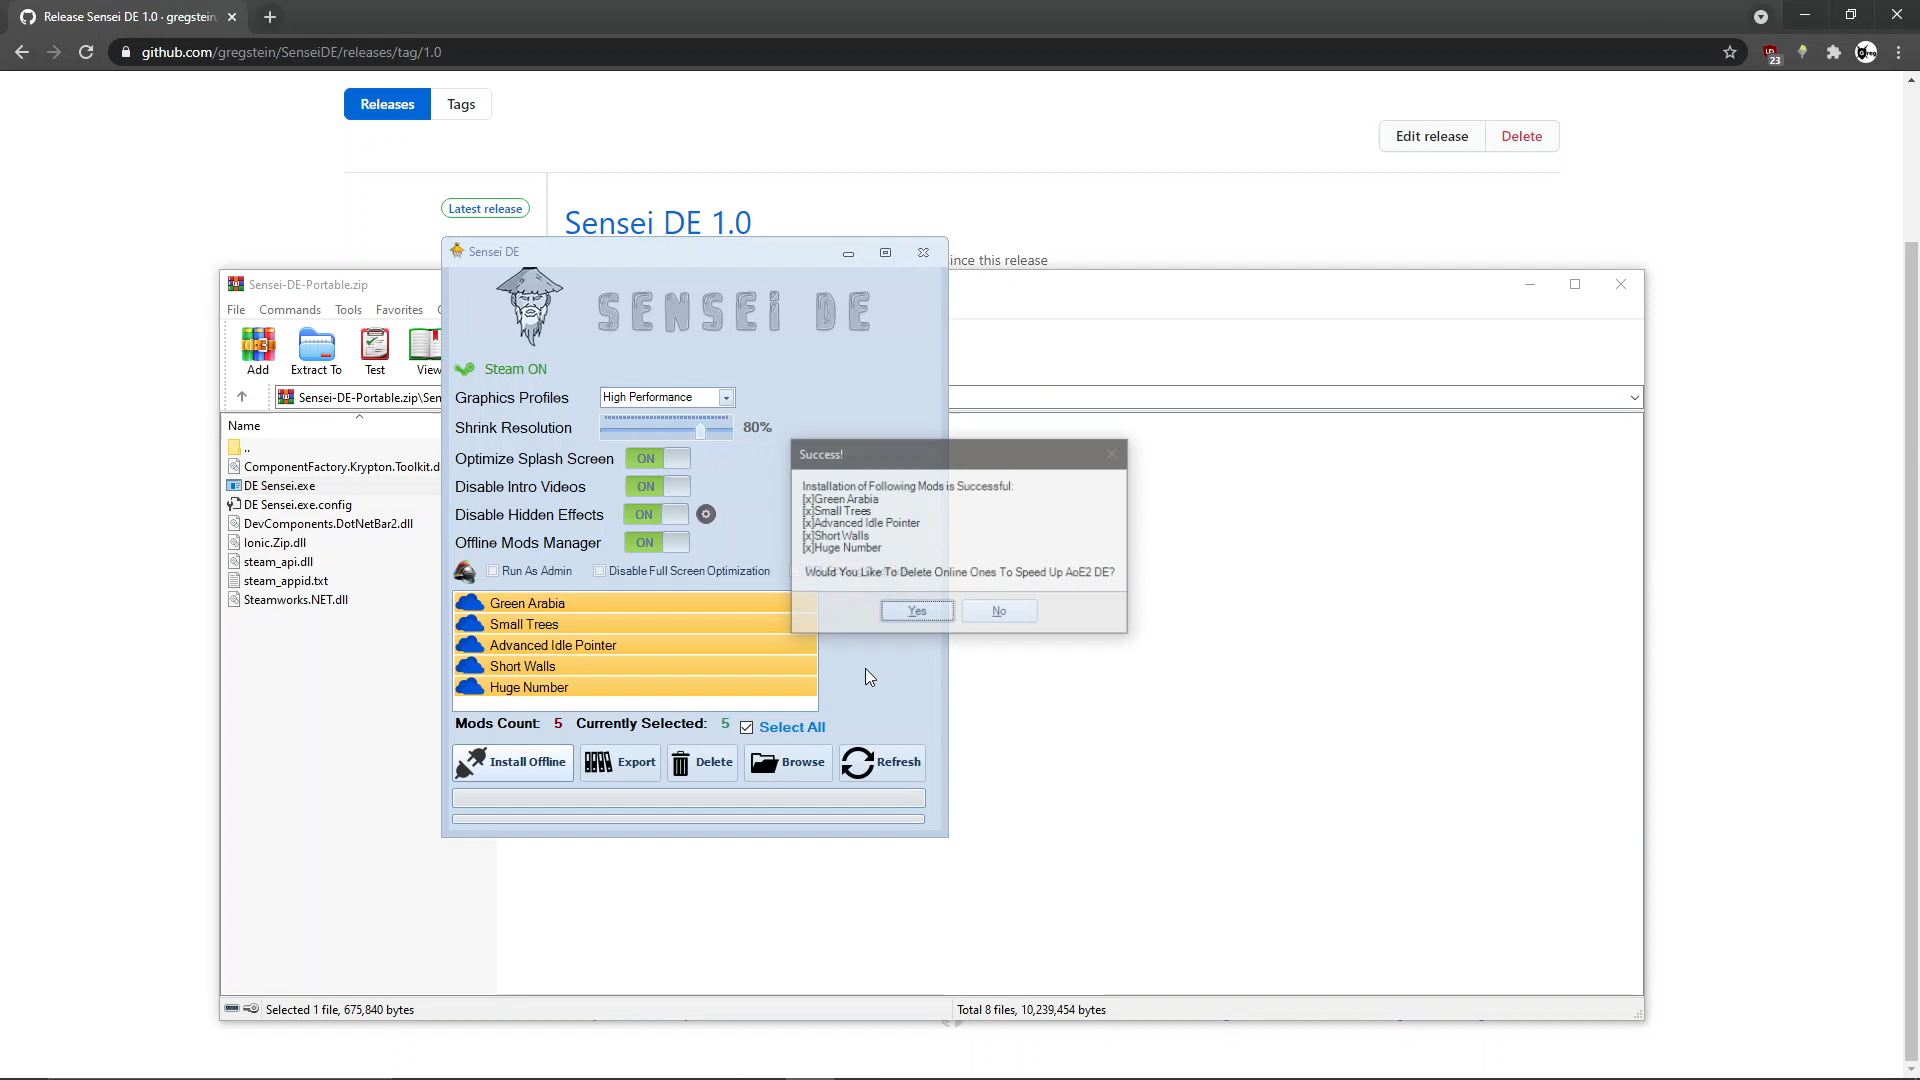 Release Sensei DE 1.0 · gregstein
github.com/gregstein/SenseiDE/releases/tag/1.0
23
Releases
Tags
Edit release
Delete
Latest release
Sensei DE 1.0
ince this release
Sensei-DE-Portable.zip
File
Commands
Tools
Favorites
Add
Extract To
Test
View
Sensei-DE-Portable.zip\Sen
Name
..
ComponentFactory.Krypton.Toolkit.d
DE Sensei.exe
DE Sensei.exe.config
DevComponents.DotNetBar2.dll
Ionic.Zip.dll
steam_api.dll
steam_appid.txt
Steamworks.NET.dll
Selected 1 file, 675,840 bytes
Total 8 files, 10,239,454 bytes
Sensei DE
SENSEi DE
Steam ON
Graphics Profiles
High Performance
Shrink Resolution
80%
Optimize Splash Screen
ON
Disable Intro Videos
ON
Disable Hidden Effects
ON
Offline Mods Manager
ON
Run As Admin
Disable Full Screen Optimization
Green Arabia
Small Trees
Advanced Idle Pointer
Short Walls
Huge Number
Mods Count: 5 Currently Selected: 5
Select All
Install Offline
Export
Delete
Browse
Refresh
Success!
Installation of Following Mods is Successful:
[x]Green Arabia
[x]Small Trees
[x]Advanced Idle Pointer
[x]Short Walls
[x]Huge Number
Would You Like To Delete Online Ones To Speed Up AoE2 DE?
Yes
No